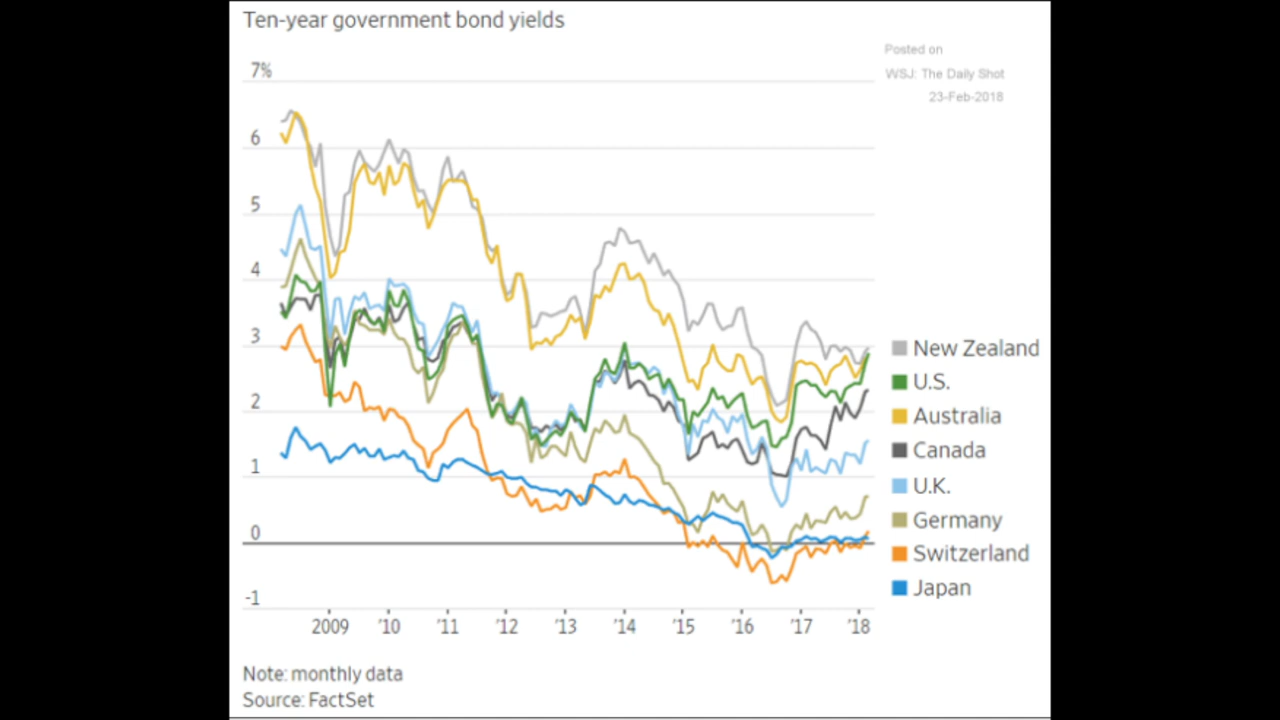 Ten-year government bond yields
Posted on
WSJ: The Daily Shot
23-Feb-2018
7%
6
5
4
3
2
1
0
-1
New Zealand
U.S.
Australia
Canada
U.K.
Germany
Switzerland
Japan
2009 '10 '11 '12 '13 '14 '15 '16 '17 '18
Note: monthly data
Source: FactSet